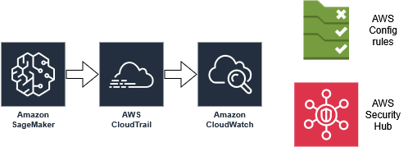 Amazon
SageMaker
AWS
CloudTrail
Amazon
CloudWatch
AWS
Config
rules
AWS
Security
Hub